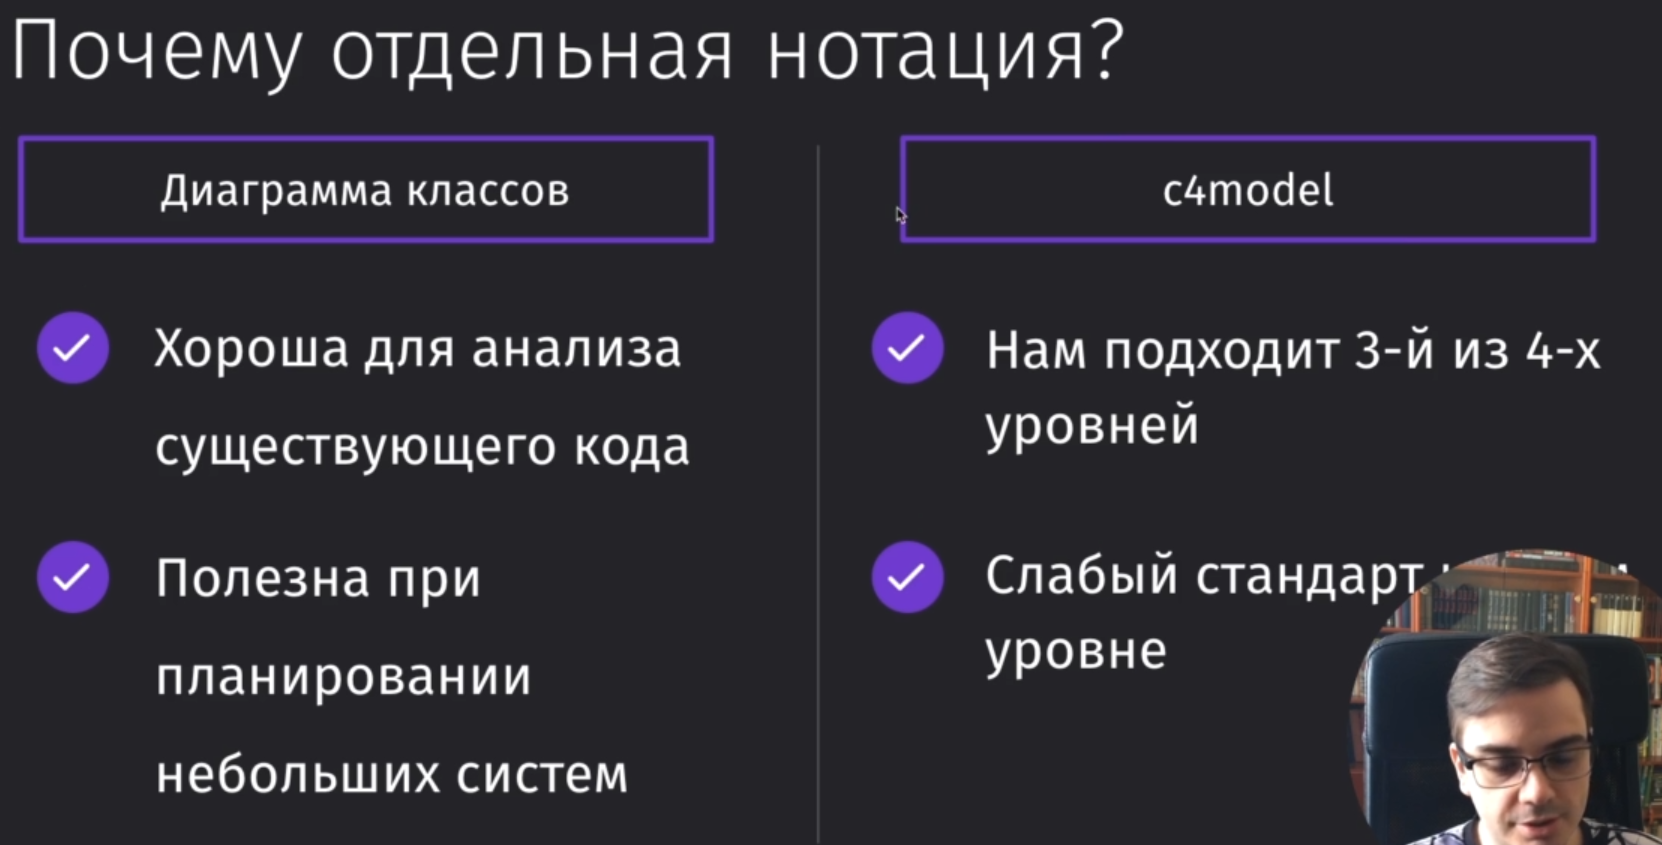 Почему отдельная нотация?
Диаграмма классов
Хороша для анализа
существующего кода
Полезна при
планировании
небольших систем
c4model
Нам подходит 3-й из 4-х
уровней
Слабый стандарт
уровне